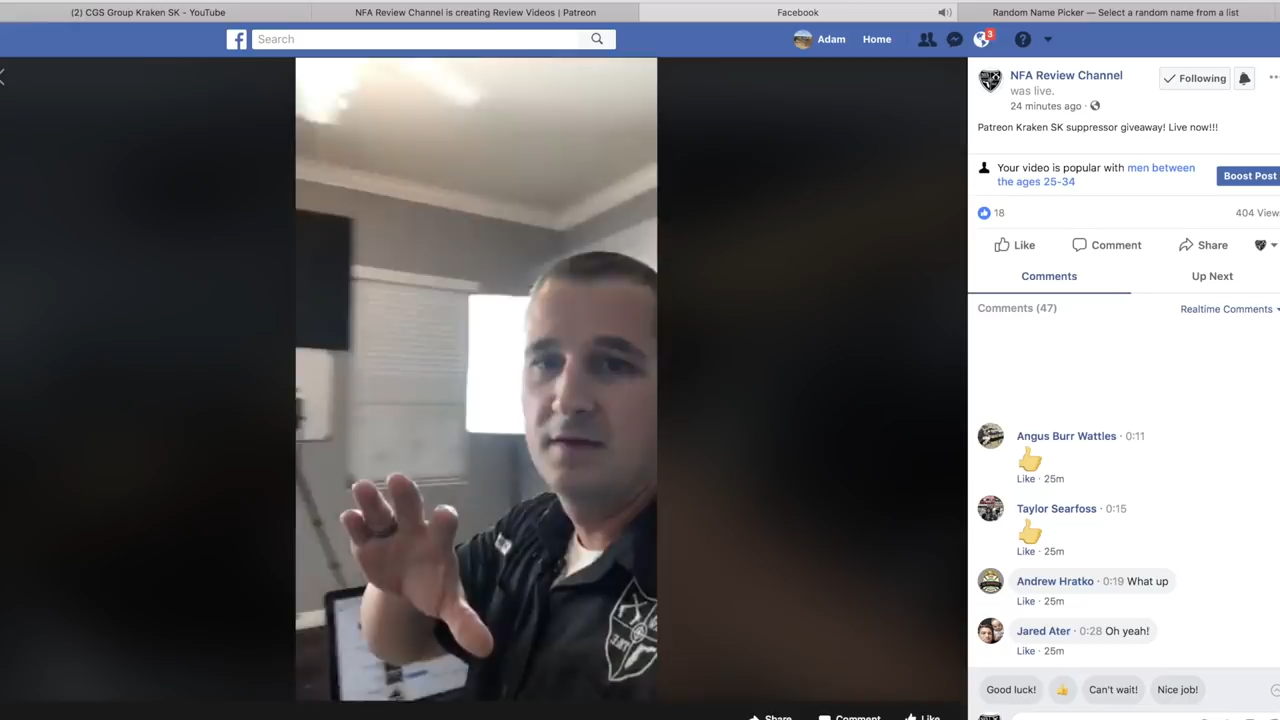 (2) CGS Group Kraken SK - YouTube
NFA Review Channel is creating Review Videos | Patreon
Facebook
Random Name Picker — Select a random name from a list
Search
Adam
Home
3
NFA Review Channel
was live.
24 minutes ago
Following
Patreon Kraken SK suppressor giveaway! Live now!!!
Your video is popular with men between
the ages 25-34
Boost Post
18
404 View
Like
Comment
Share
Comments
Up Next
Comments (47)
Realtime Comments
Angus Burr Wattles · 0:11
Like · 25m
Taylor Searfoss · 0:15
Like · 25m
Andrew Hratko · 0:19 What up
Like · 25m
Jared Ater · 0:28 Oh yeah!
Like · 25m
Good luck!
Can't wait!
Nice job!
Share
Comment
Like